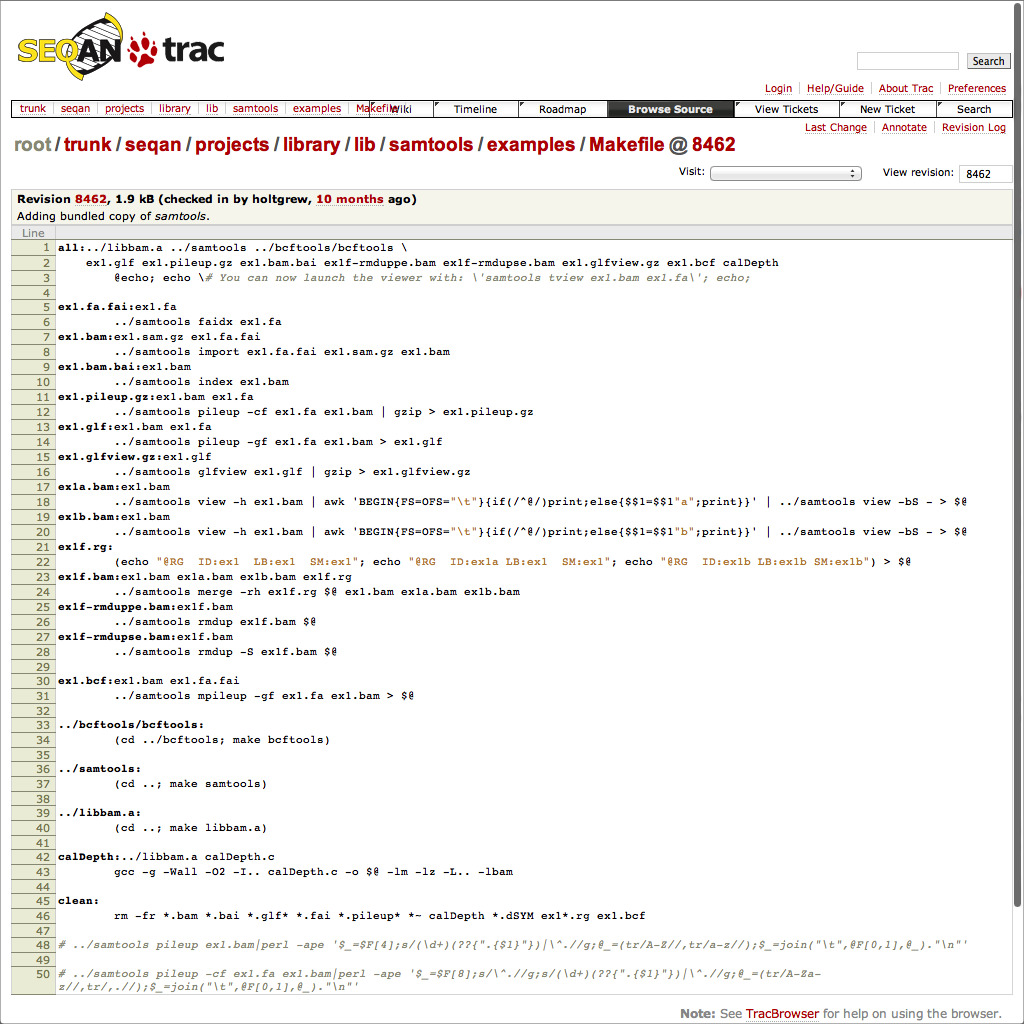 SEQAN trac
Search
Login Help/Guide About Trac Preferences
trunk seqan projects library lib samtools examples Makefile Wiki Timeline Roadmap Browse Source View Tickets New Ticket Search
Last Change Annotate Revision Log
root / trunk / seqan / projects / library / lib / samtools / examples / Makefile @ 8462
Visit: View revision: 8462
Revision 8462, 1.9 kB (checked in by holtgrew, 10 months ago)
Adding bundled copy of samtools.
Line
1 all:../libbam.a ../samtools ../bcftools/bcftools \
2 ex1.glf ex1.pileup.gz ex1.bam.bai ex1f-rmduppe.bam ex1f-rmdupse.bam ex1.glfview.gz ex1.bcf calDepth
3 @echo; echo \# You can now launch the viewer with: \'samtools tview ex1.bam ex1.fa\'; echo;
4
5 ex1.fa.fai:ex1.fa
6 ../samtools faidx ex1.fa
7 ex1.bam:ex1.sam.gz ex1.fa.fai
8 ../samtools import ex1.fa.fai ex1.sam.gz ex1.bam
9 ex1.bam.bai:ex1.bam
10 ../samtools index ex1.bam
11 ex1.pileup.gz:ex1.bam ex1.fa
12 ../samtools pileup -cf ex1.fa ex1.bam | gzip > ex1.pileup.gz
13 ex1.glf:ex1.bam ex1.fa
14 ../samtools pileup -gf ex1.fa ex1.bam > ex1.glf
15 ex1.glfview.gz:ex1.glf
16 ../samtools glfview ex1.glf | gzip > ex1.glfview.gz
17 ex1a.bam:ex1.bam
18 ../samtools view -h ex1.bam | awk 'BEGIN{FS=OFS="\t"}{if(/^@/)print;else{$$1=$$1"a";print}}' | ../samtools view -bS - > $@
19 ex1b.bam:ex1.bam
20 ../samtools view -h ex1.bam | awk 'BEGIN{FS=OFS="\t"}{if(/^@/)print;else{$$1=$$1"b";print}}' | ../samtools view -bS - > $@
21 ex1f.rg:
22 (echo "@RG ID:ex1 LB:ex1 SM:ex1"; echo "@RG ID:ex1a LB:ex1 SM:ex1"; echo "@RG ID:ex1b LB:ex1b SM:ex1b") > $@
23 ex1f.bam:ex1.bam ex1a.bam ex1b.bam ex1f.rg
24 ../samtools merge -rh ex1f.rg $@ ex1.bam ex1a.bam ex1b.bam
25 ex1f-rmduppe.bam:ex1f.bam
26 ../samtools rmdup ex1f.bam $@
27 ex1f-rmdupse.bam:ex1f.bam
28 ../samtools rmdup -S ex1f.bam $@
29
30 ex1.bcf:ex1.bam ex1.fa.fai
31 ../samtools mpileup -gf ex1.fa ex1.bam > $@
32
33 ../bcftools/bcftools:
34 (cd ../bcftools; make bcftools)
35
36 ../samtools:
37 (cd ..; make samtools)
38
39 ../libbam.a:
40 (cd ..; make libbam.a)
41
42 calDepth:../libbam.a calDepth.c
43 gcc -g -Wall -O2 -I.. calDepth.c -o $@ -lm -lz -L.. -lbam
44
45 clean:
46 rm -fr *.bam *.bai *.glf* *.fai *.pileup* *~ calDepth *.dSYM ex1*.rg ex1.bcf
47
48 # ../samtools pileup ex1.bam|perl -ape '$_=$F[4];s/(\d+)(??{".{$1}"})|\^.//g;@_=(tr/A-Z//,tr/a-z//);$_=join("\t",@F[0,1],@_)."\n"'
49
50 # ../samtools pileup -cf ex1.fa ex1.bam|perl -ape '$_=$F[8];s/\^.//g;s/(\d+)(??{".{$1}"})|\^.//g;@_=(tr/A-Za-
z//,tr/,.//);$_=join("\t",@F[0,1],@_)."\n"'
Note: See TracBrowser for help on using the browser.